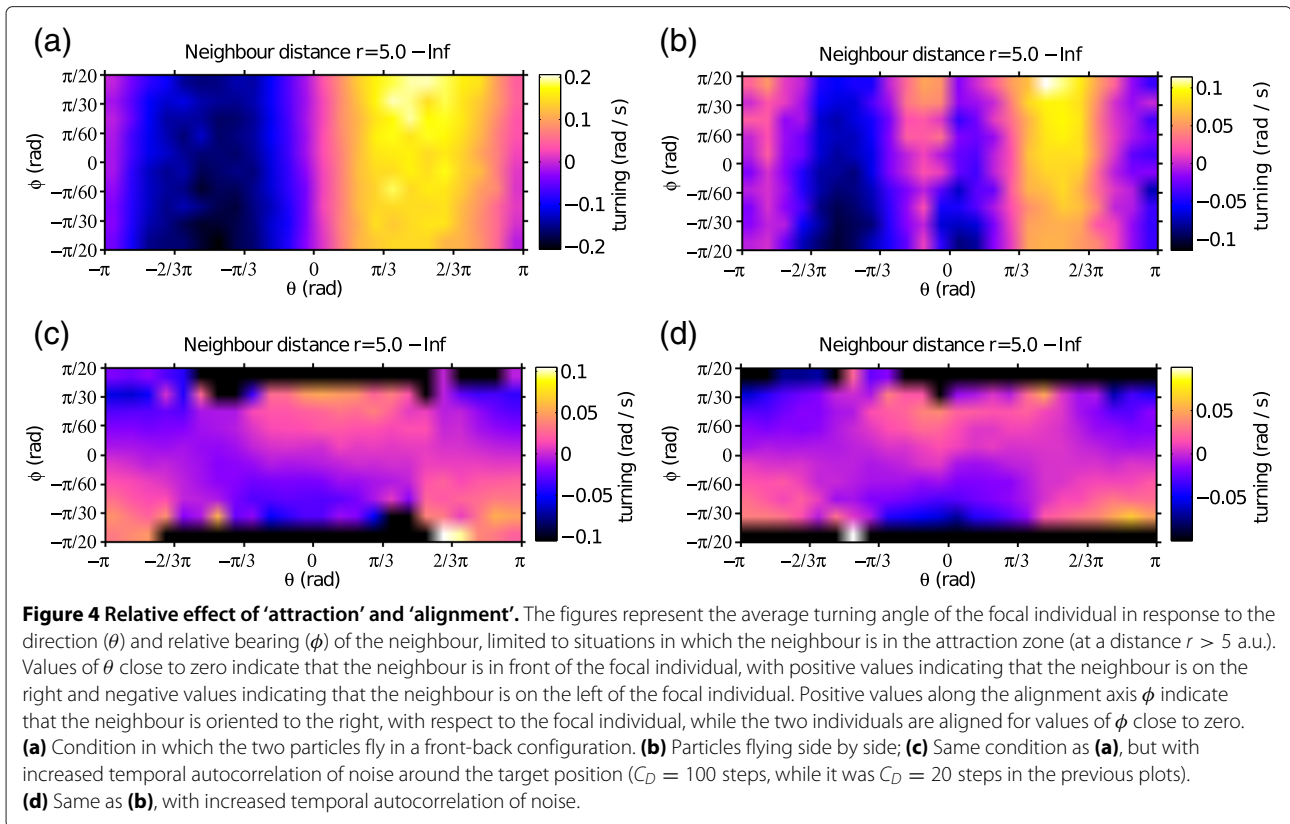 (a)
Neighbour distance r=5.0 −Inf
π/20
π/30
π/60
0
−π/60
−π/30
−π/20
ϕ (rad)
−π −2/3π −π/3 0 π/3 2/3π π
θ (rad)
0.2
0.1
0
−0.1
−0.2
turning (rad / s)
(b)
Neighbour distance r=5.0 −Inf
π/20
π/30
π/60
0
−π/60
−π/30
−π/20
ϕ (rad)
−π −2/3π −π/3 0 π/3 2/3π π
θ (rad)
0.1
0.05
0
−0.05
−0.1
turning (rad / s)
(c)
Neighbour distance r=5.0 −Inf
π/20
π/30
π/60
0
−π/60
−π/30
−π/20
ϕ (rad)
−π −2/3π −π/3 0 π/3 2/3π π
θ (rad)
0.1
0.05
0
−0.05
−0.1
turning (rad / s)
(d)
Neighbour distance r=5.0 −Inf
π/20
π/30
π/60
0
−π/60
−π/30
−π/20
ϕ (rad)
−π −2/3π −π/3 0 π/3 2/3π π
θ (rad)
0.05
0
−0.05
turning (rad / s)
Figure 4 Relative effect of ‘attraction’ and ‘alignment’. The figures represent the average turning angle of the focal individual in response to the
direction (θ) and relative bearing (ϕ) of the neighbour, limited to situations in which the neighbour is in the attraction zone (at a distance r > 5 a.u.).
Values of θ close to zero indicate that the neighbour is in front of the focal individual, with positive values indicating that the neighbour is on the
right and negative values indicating that the neighbour is on the left of the focal individual. Positive values along the alignment axis ϕ indicate
that the neighbour is oriented to the right, with respect to the focal individual, while the two individuals are aligned for values of ϕ close to zero.
(a) Condition in which the two particles fly in a front-back configuration. (b) Particles flying side by side; (c) Same condition as (a), but with
increased temporal autocorrelation of noise around the target position (C_D = 100 steps, while it was C_D = 20 steps in the previous plots).
(d) Same as (b), with increased temporal autocorrelation of noise.